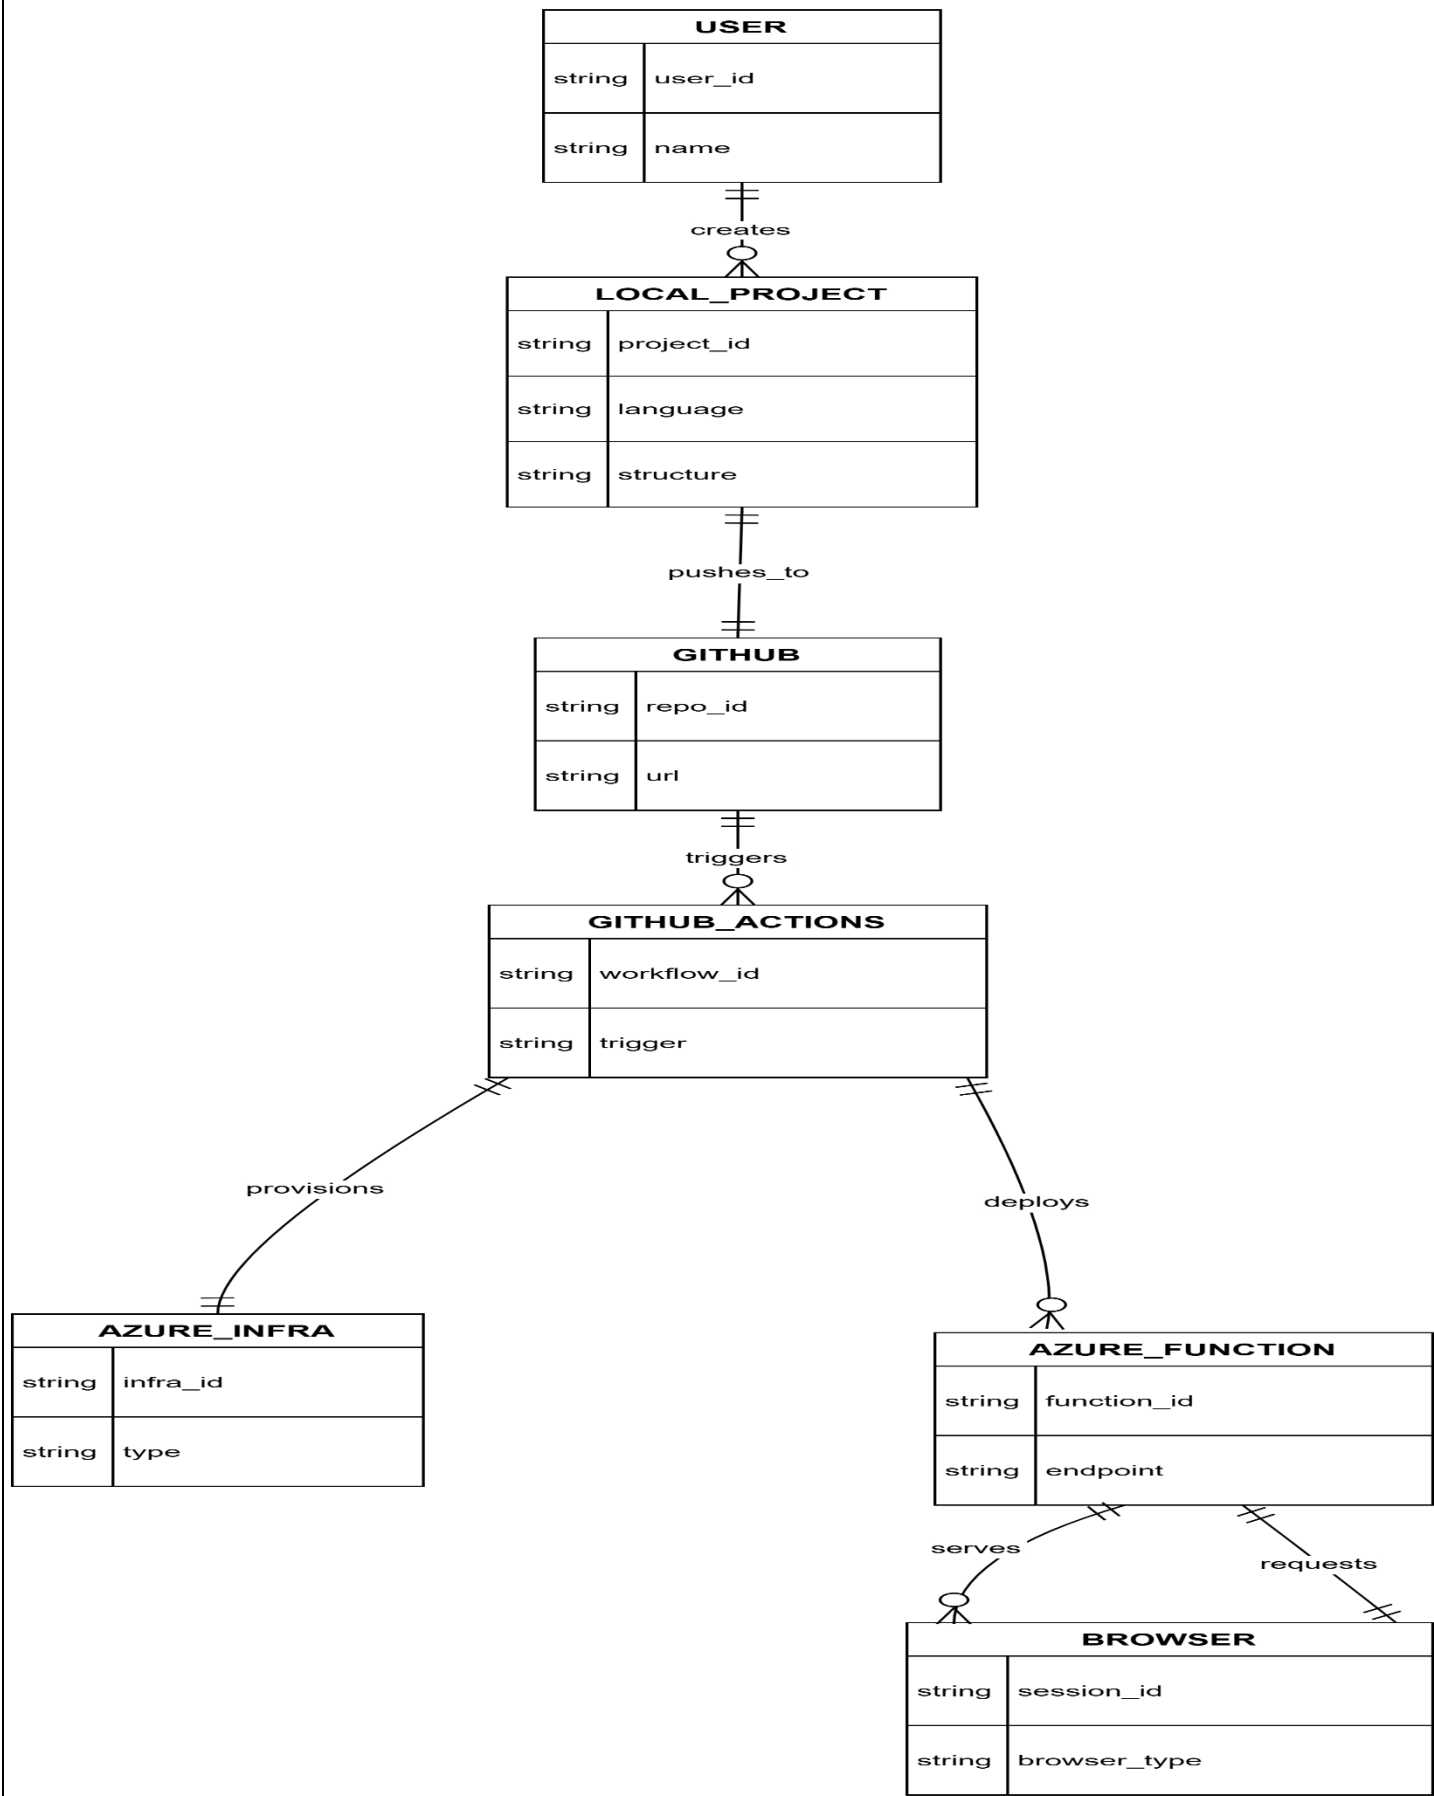 USER
string user_id
string name
creates
LOCAL_PROJECT
string project_id
string language
string structure
pushes_to
GITHUB
string repo_id
string url
triggers
GITHUB_ACTIONS
string workflow_id
string trigger
provisions
deploys
AZURE_INFRA
string infra_id
string type
AZURE_FUNCTION
string function_id
string endpoint
serves
requests
BROWSER
string session_id
string browser_type